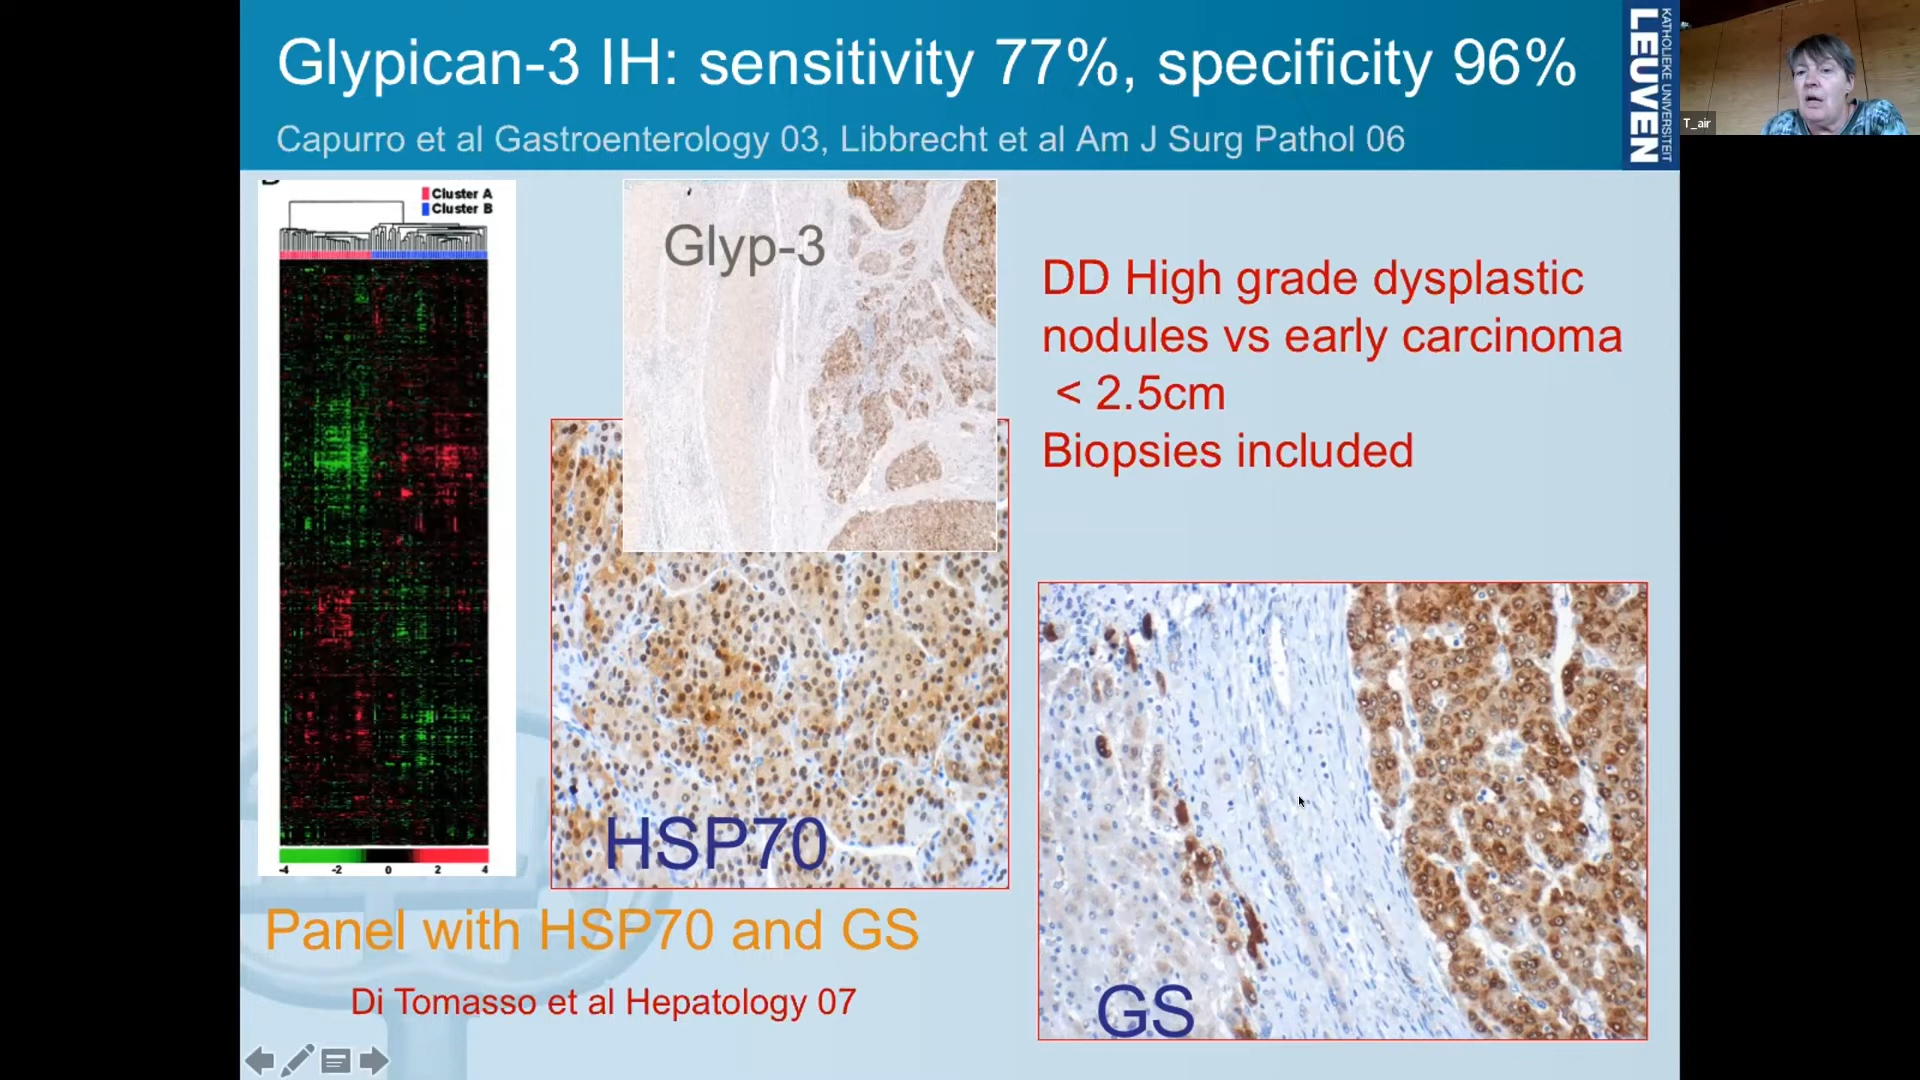 Glypican-3 IH: sensitivity 77%, specificity 96%
Capurro et al Gastroenterology 03, Libbrecht et al Am J Surg Pathol 06
KATHOLIEKE UNIVERSITEIT
LEUVEN
T_air
Cluster A
Cluster B
-4 -2 0 2 4
Glyp-3
HSP70
DD High grade dysplastic
nodules vs early carcinoma
< 2.5cm
Biopsies included
GS
Panel with HSP70 and GS
Di Tomasso et al Hepatology 07